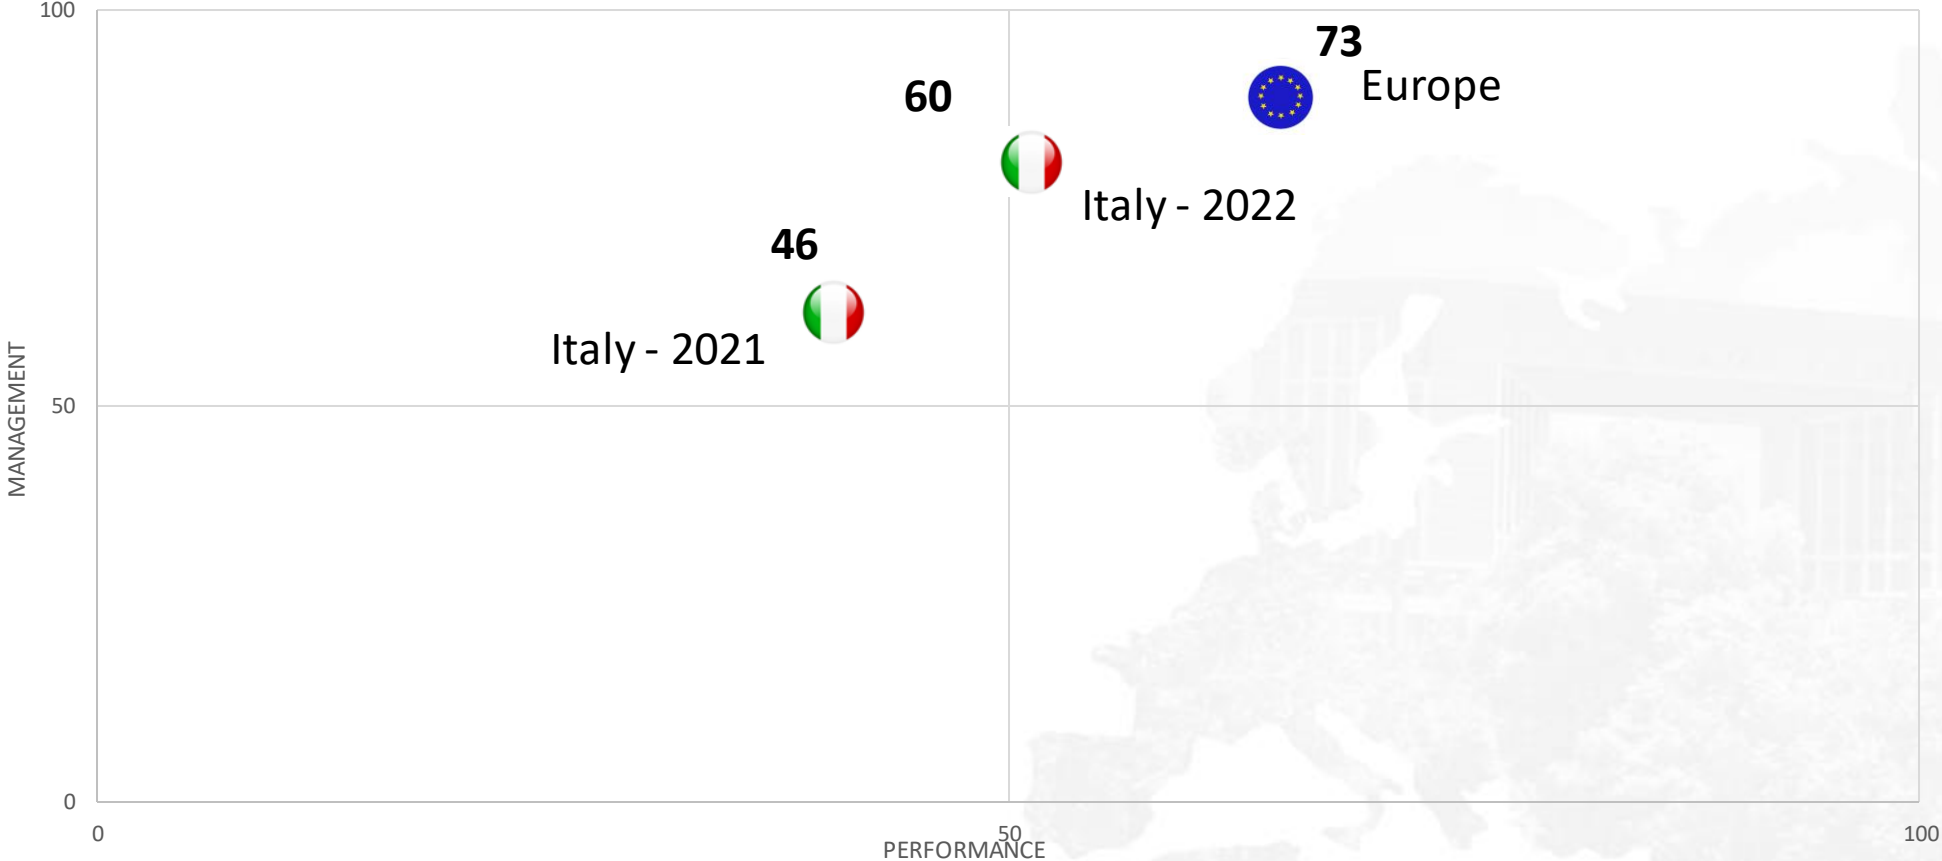 100
73
Europe
60
Italy - 2022
46
Italy - 2021
MANAGEMENT
50
0
0
50
100
PERFORMANCE